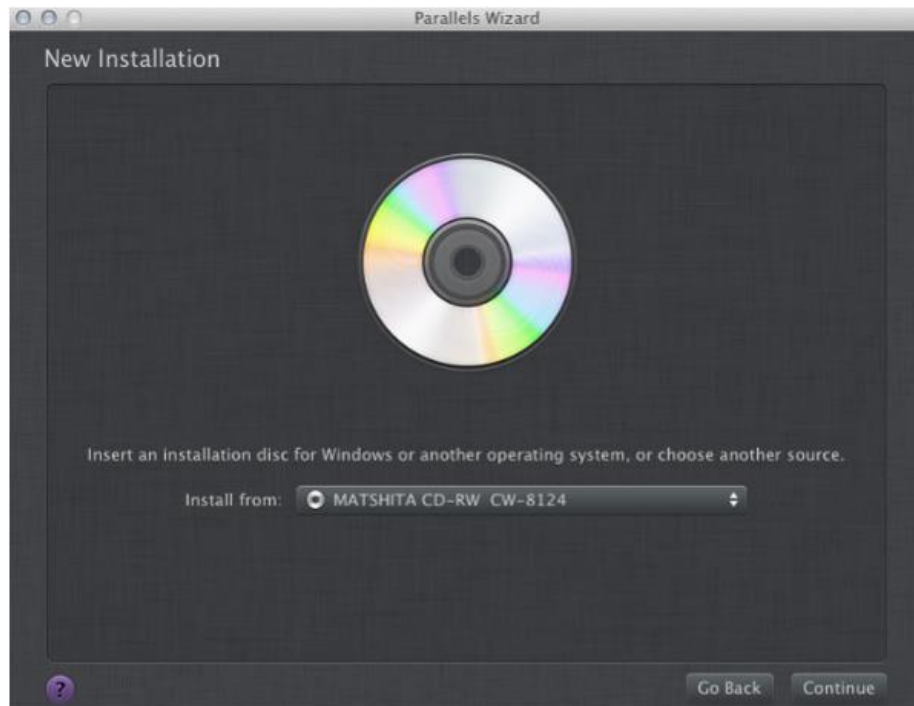 Parallels Wizard
New Installation
Insert an installation disc for Windows or another operating system, or choose another source.
Install from: MATSHITA CD-RW CW-8124
?
Go Back Continue